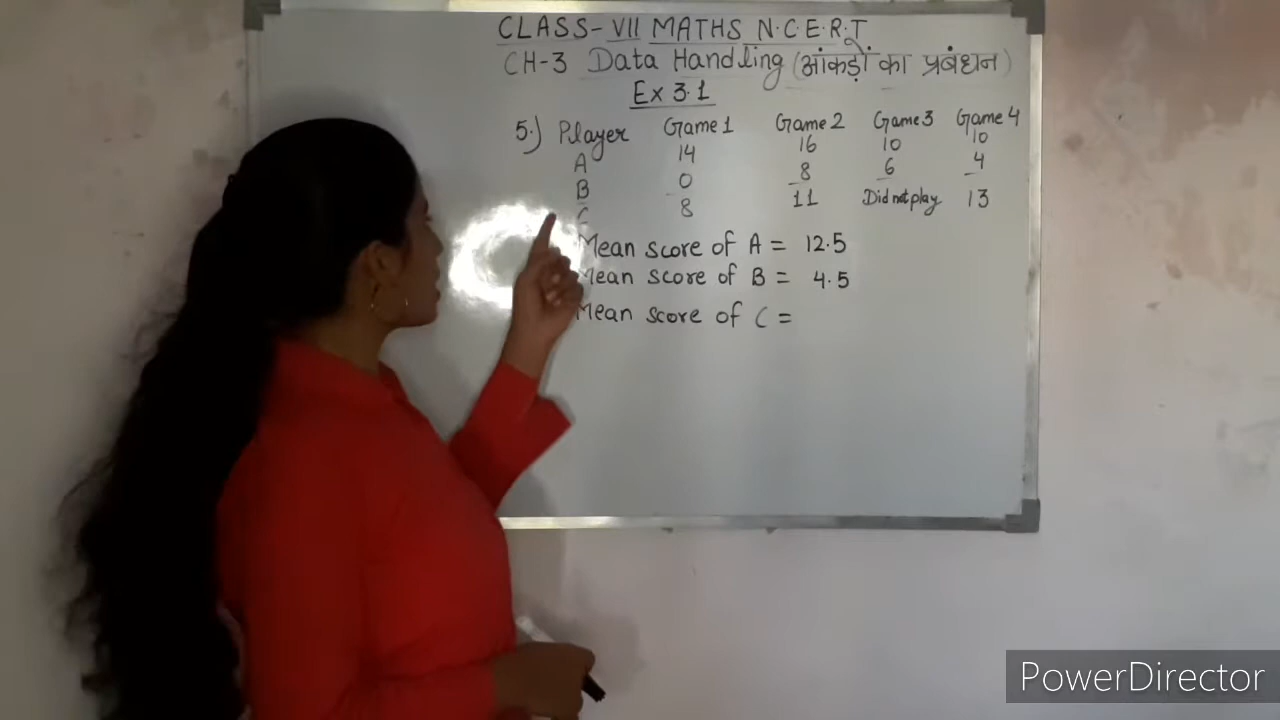 CLASS-VII MATHS N.C.E.R.T
CH-3 Data Handling (आंकड़ों का प्रबंधन)
Ex 3.1
5.) Player Game 1 Game 2 Game 3 Game 4
A 14 16 10 10
B 0 8 6 4
C 8 11 Did not play 13
Mean score of A = 12.5
Mean score of B = 4.5
Mean score of C =
PowerDirector